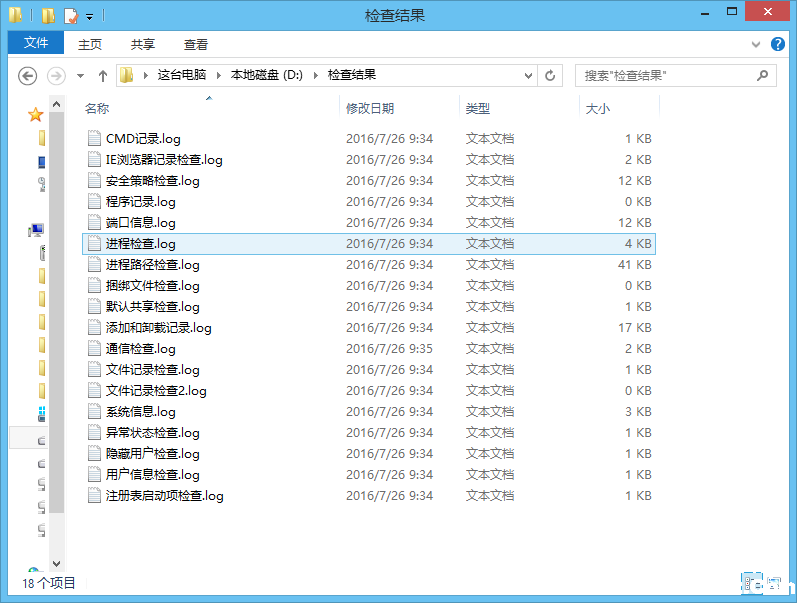 检查结果
文件 主页 共享 查看
这台电脑 本地磁盘 (D:) 检查结果 搜索"检查结果"
名称 修改日期 类型 大小
CMD记录.log 2016/7/26 9:34 文本文档 1 KB
IE浏览器记录检查.log 2016/7/26 9:34 文本文档 2 KB
安全策略检查.log 2016/7/26 9:34 文本文档 12 KB
程序记录.log 2016/7/26 9:34 文本文档 0 KB
端口信息.log 2016/7/26 9:34 文本文档 12 KB
进程检查.log 2016/7/26 9:34 文本文档 4 KB
进程路径检查.log 2016/7/26 9:34 文本文档 41 KB
捆绑文件检查.log 2016/7/26 9:34 文本文档 0 KB
默认共享检查.log 2016/7/26 9:34 文本文档 1 KB
添加和卸载记录.log 2016/7/26 9:34 文本文档 17 KB
通信检查.log 2016/7/26 9:35 文本文档 2 KB
文件记录检查.log 2016/7/26 9:34 文本文档 1 KB
文件记录检查2.log 2016/7/26 9:34 文本文档 0 KB
系统信息.log 2016/7/26 9:34 文本文档 3 KB
异常状态检查.log 2016/7/26 9:34 文本文档 1 KB
隐藏用户检查.log 2016/7/26 9:34 文本文档 1 KB
用户信息检查.log 2016/7/26 9:34 文本文档 1 KB
注册表启动项检查.log 2016/7/26 9:34 文本文档 1 KB
18 个项目